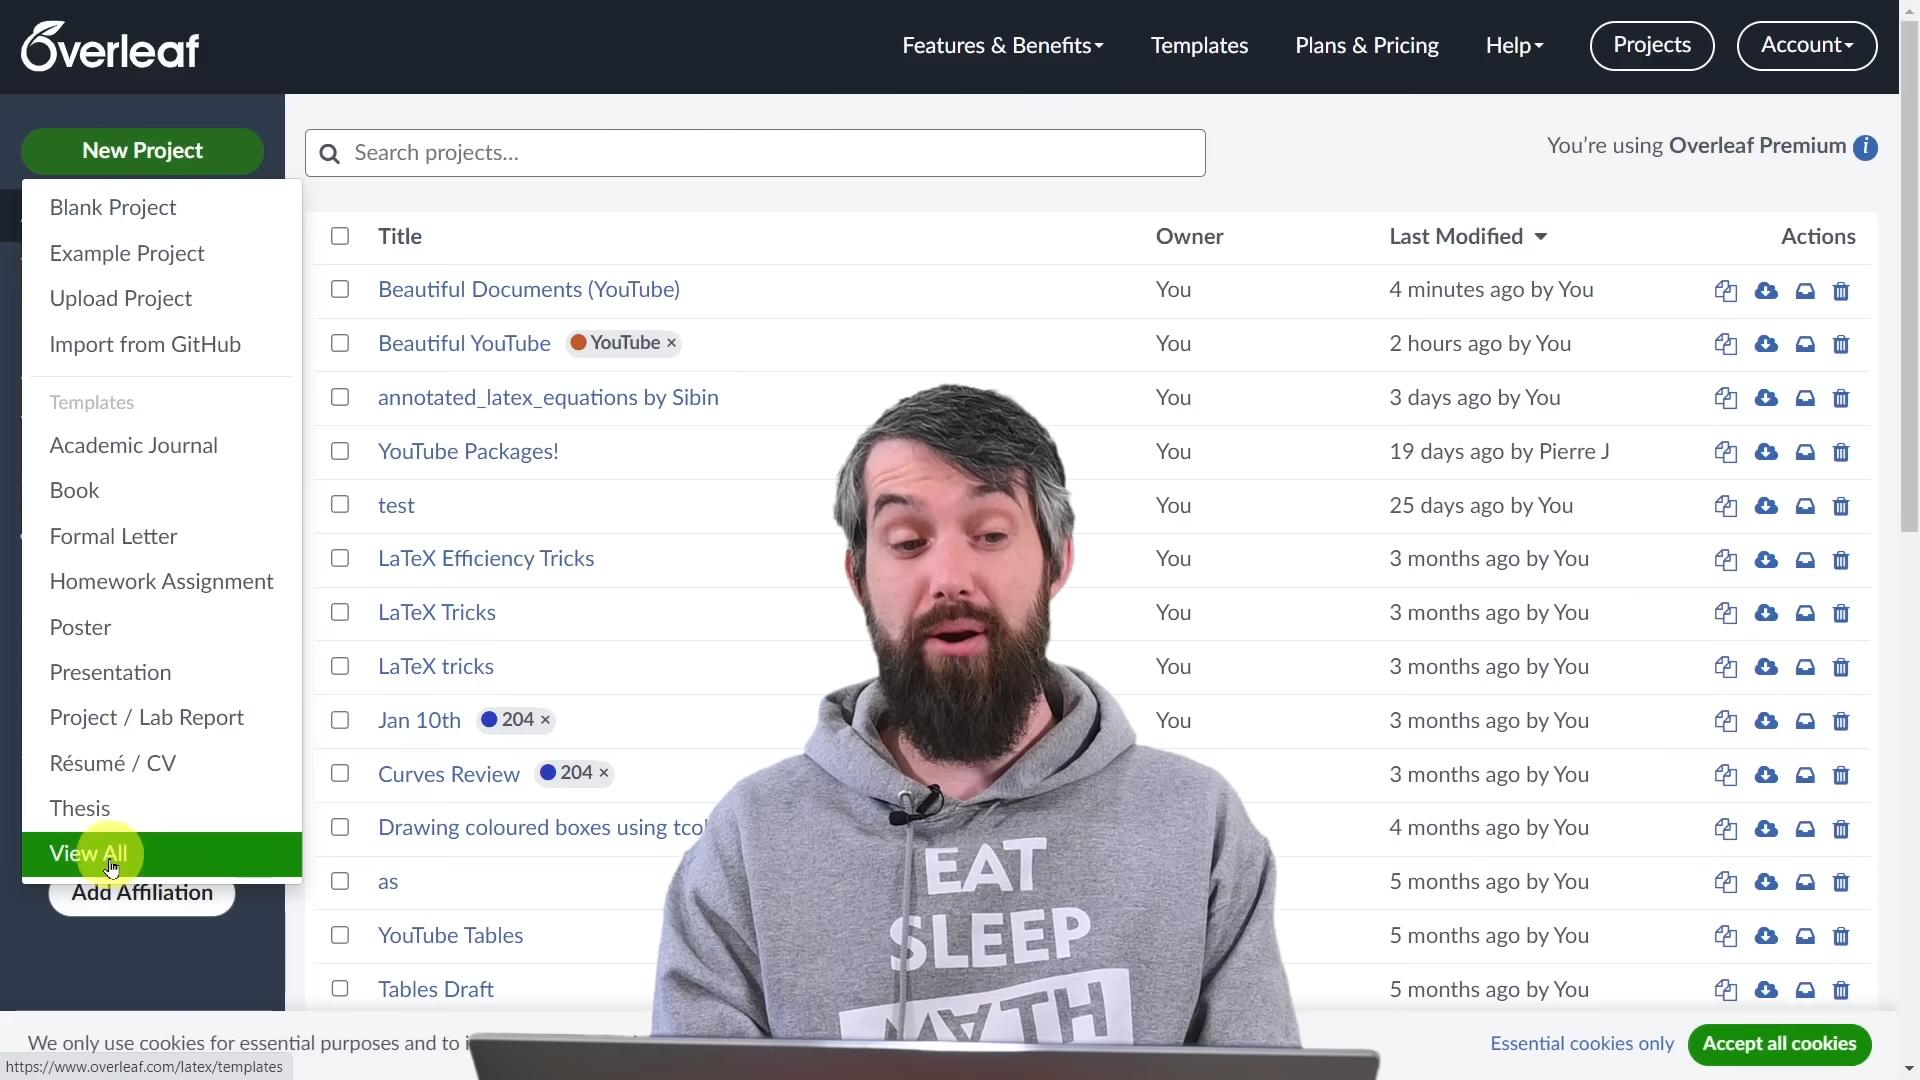 Overleaf
Features & Benefits
Templates
Plans & Pricing
Help
Projects
Account
New Project
Search projects...
You're using Overleaf Premium i
Blank Project
Example Project
Upload Project
Import from GitHub
Templates
Academic Journal
Book
Formal Letter
Homework Assignment
Poster
Presentation
Project / Lab Report
Résumé / CV
Thesis
View All
Add Affiliation
Title Owner Last Modified Actions
Beautiful Documents (YouTube) You 4 minutes ago by You
Beautiful YouTube YouTube × You 2 hours ago by You
annotated_latex_equations by Sibin You 3 days ago by You
YouTube Packages! You 19 days ago by Pierre J
test You 25 days ago by You
LaTeX Efficiency Tricks You 3 months ago by You
LaTeX Tricks You 3 months ago by You
LaTeX tricks You 3 months ago by You
Jan 10th 204 × You 3 months ago by You
Curves Review 204 × 3 months ago by You
Drawing coloured boxes using tcol 4 months ago by You
as 5 months ago by You
YouTube Tables 5 months ago by You
Tables Draft 5 months ago by You
EAT
SLEEP
MATH
We only use cookies for essential purposes and to
Essential cookies only
Accept all cookies
https://www.overleaf.com/latex/templates